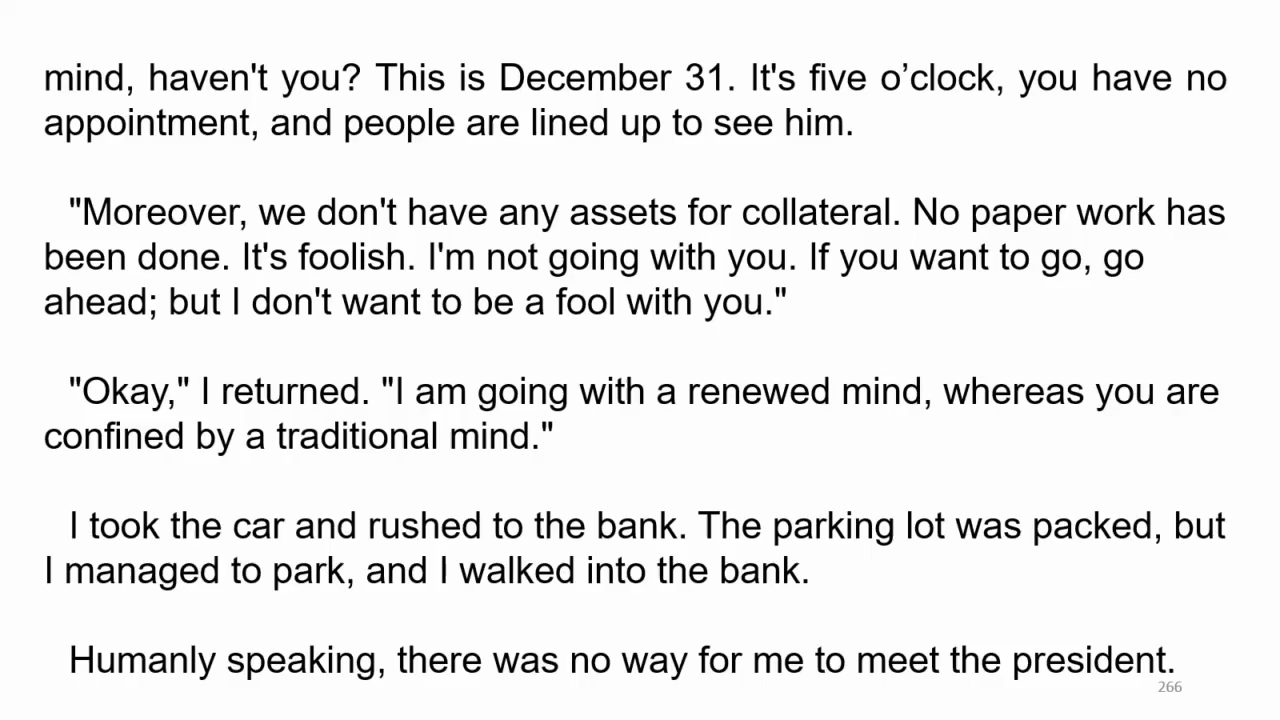 mind, haven't you? This is December 31. It's five o’clock, you have no
appointment, and people are lined up to see him.
"Moreover, we don't have any assets for collateral. No paper work has
been done. It's foolish. I'm not going with you. If you want to go, go
ahead; but I don't want to be a fool with you."
"Okay," I returned. "I am going with a renewed mind, whereas you are
confined by a traditional mind."
I took the car and rushed to the bank. The parking lot was packed, but
I managed to park, and I walked into the bank.
Humanly speaking, there was no way for me to meet the president.
266